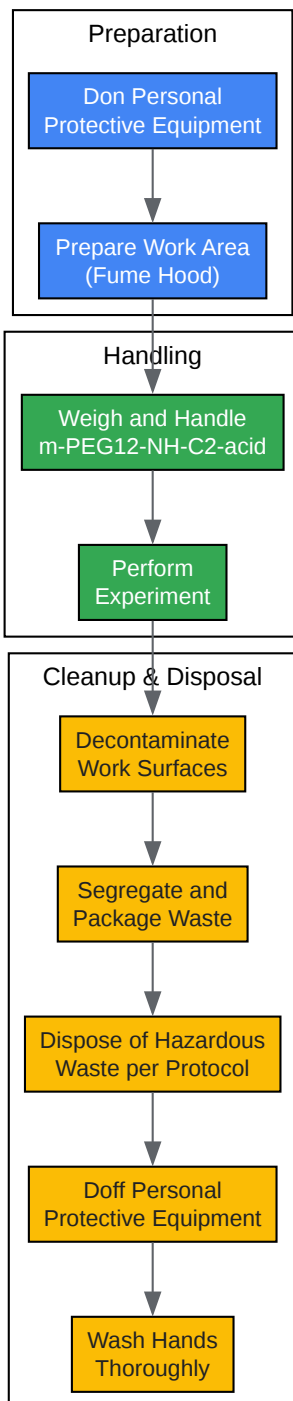 Preparation
Don Personal
Protective Equipment
Prepare Work Area
(Fume Hood)
Handling
Weigh and Handle
m-PEG12-NH-C2-acid
Perform
Experiment
Cleanup & Disposal
Decontaminate
Work Surfaces
Segregate and
Package Waste
Dispose of Hazardous
Waste per Protocol
Doff Personal
Protective Equipment
Wash Hands
Thoroughly